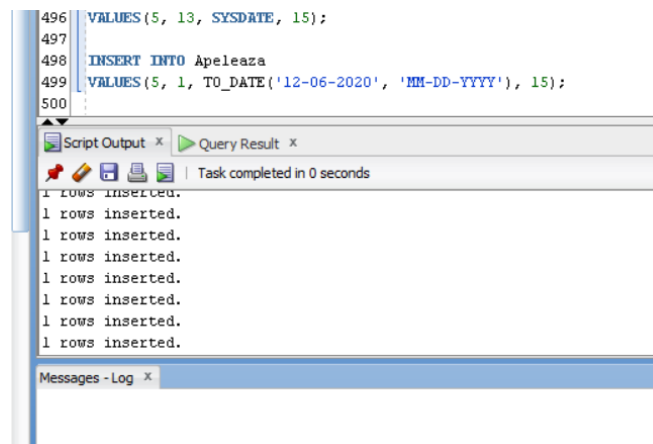 496 VALUES(5, 13, SYSDATE, 15);
497
498 INSERT INTO Apeleaza
499 VALUES(5, 1, TO_DATE('12-06-2020', 'MM-DD-YYYY'), 15);
500
Script Output x Query Result x
Task completed in 0 seconds
1 rows inserted.
1 rows inserted.
1 rows inserted.
1 rows inserted.
1 rows inserted.
1 rows inserted.
1 rows inserted.
1 rows inserted.
Messages - Log x